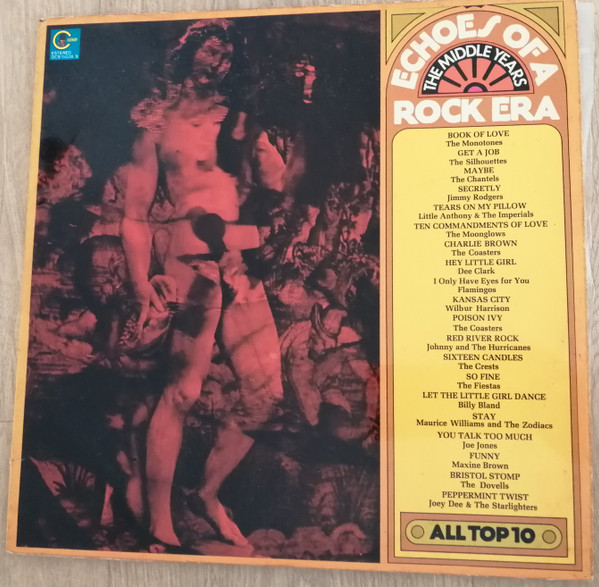 G
ESTEREO
ECHOES OF A
THE MIDDLE YEARS
ROCK ERA
BOOK OF LOVE
The Monotones
GET A JOB
The Silhouettes
MAYBE
The Chantels
SECRETLY
Jimmy Rodgers
TEARS ON MY PILLOW
Little Anthony & The Imperials
TEN COMMANDMENTS OF LOVE
The Moonglows
CHARLIE BROWN
The Coasters
HEY LITTLE GIRL
Dee Clark
I Only Have Eyes for You
Flamingos
KANSAS CITY
Wilbur Harrison
POISON IVY
The Coasters
RED RIVER ROCK
Johnny and The Hurricanes
SIXTEEN CANDLES
The Crests
SO FINE
The Fiestas
LET THE LITTLE GIRL DANCE
Billy Bland
STAY
Maurice Williams and The Zodiacs
YOU TALK TOO MUCH
Joe Jones
FUNNY
Maxine Brown
BRISTOL STOMP
The Dovells
PEPPERMINT TWIST
Joey Dee & The Starlighters
ALL TOP 10